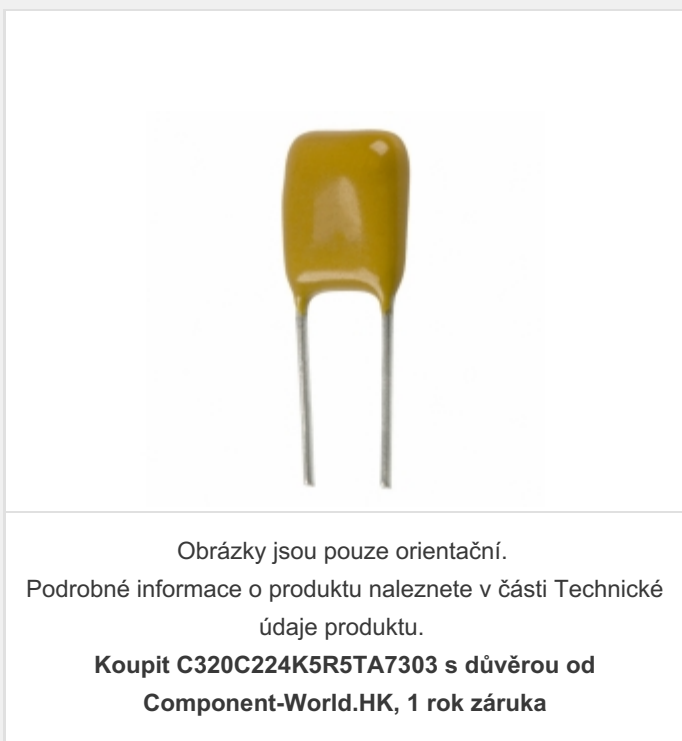 Obrázky jsou pouze orientační.
Podrobné informace o produktu naleznete v části Technické
údaje produktu.
Koupit C320C224K5R5TA7303 s důvěrou od
Component-World.HK, 1 rok záruka